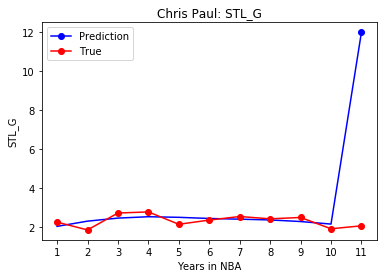 Chris Paul: STL_G
Prediction
True
12
10
8
6
4
2
STL_G
1 2 3 4 5 6 7 8 9 10 11
Years in NBA